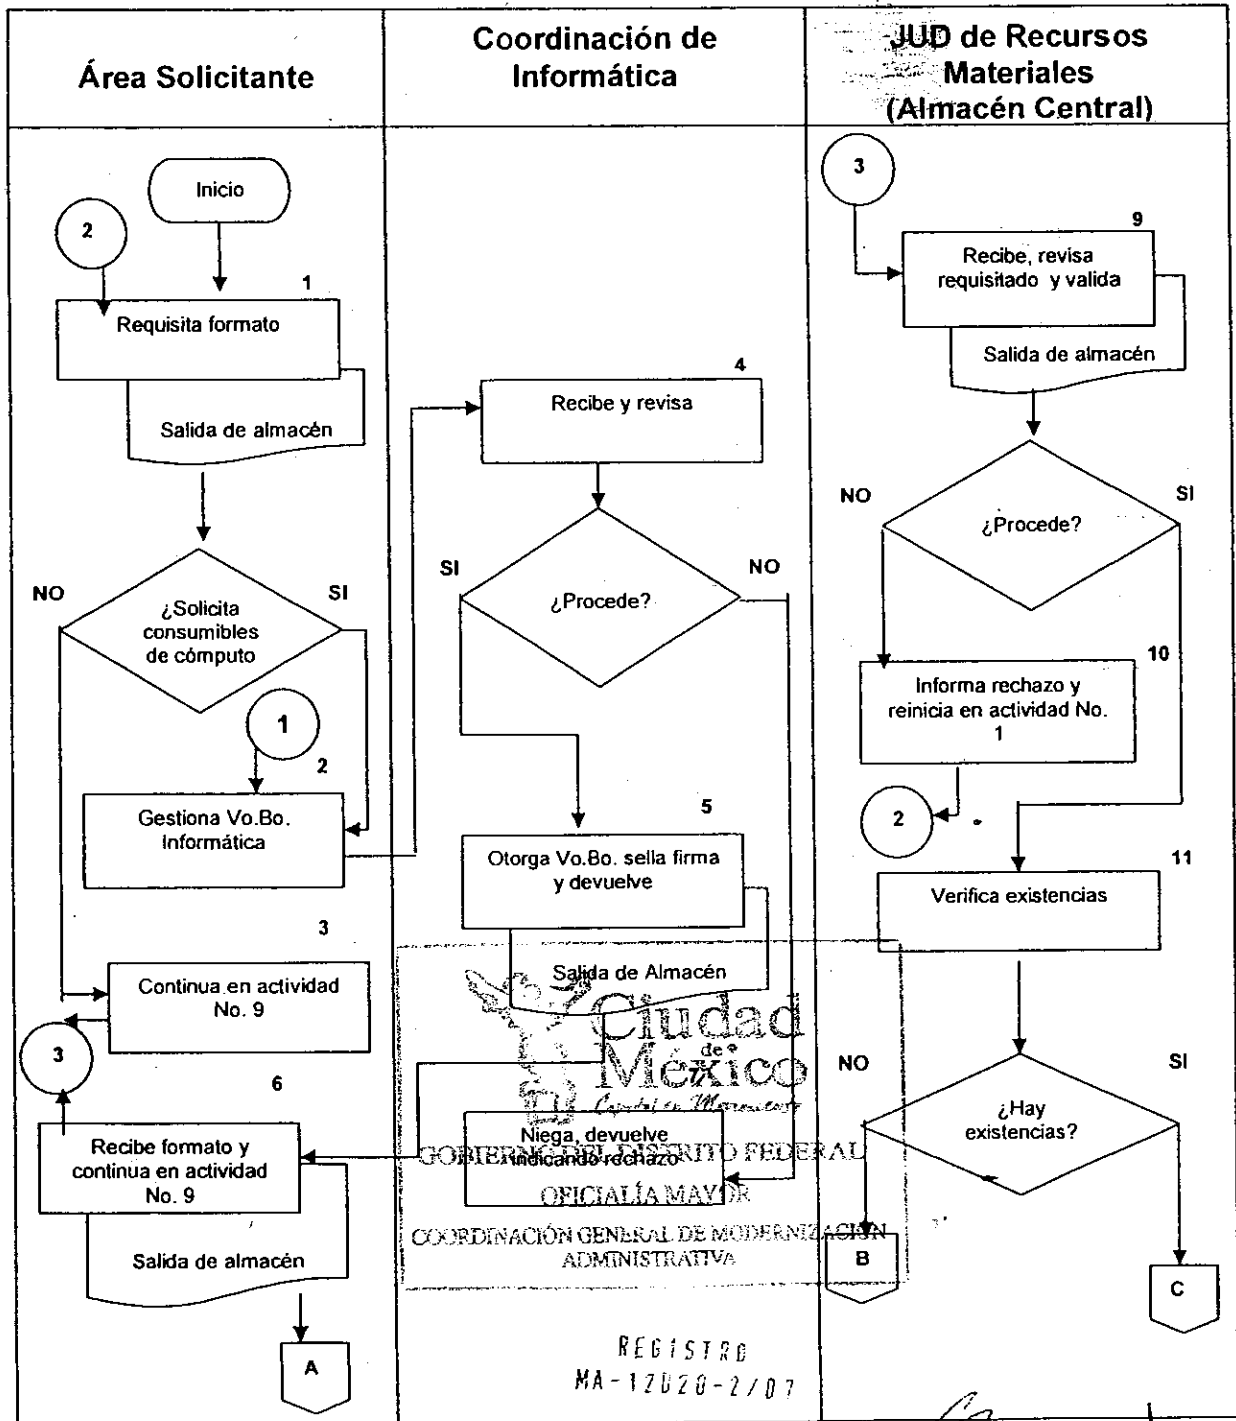 Área Solicitante
Coordinación de
Informática
JUD de Recursos
Materiales
(Almacén Central)
Inicio
2
1
Requisita formato
Salida de almacén
NO
SI
¿Solicita
consumibles
de cómputo
1
2
Gestiona Vo.Bo.
Informática
3
Continua en actividad
No. 9
3
6
Recibe formato y
continua en actividad
No. 9
Salida de almacén
A
4
Recibe y revisa
SI
NO
¿Procede?
5
Otorga Vo.Bo. sella firma
y devuelve
Salida de Almacén
7
Niega, devuelve
indicando rechazo
Ciudad
de
México
Capital en Movimiento
GOBIERNO DEL DISTRITO FEDERAL
OFICIALÍA MAYOR
COORDINACIÓN GENERAL DE MODERNIZACIÓN
ADMINISTRATIVA
REGISTRO
MA-12020-2/07
3
9
Recibe, revisa
requisitado y valida
Salida de almacén
NO
SI
¿Procede?
10
Informa rechazo y
reinicia en actividad No.
1
2
11
Verifica existencias
NO
SI
¿Hay
existencias?
B
C